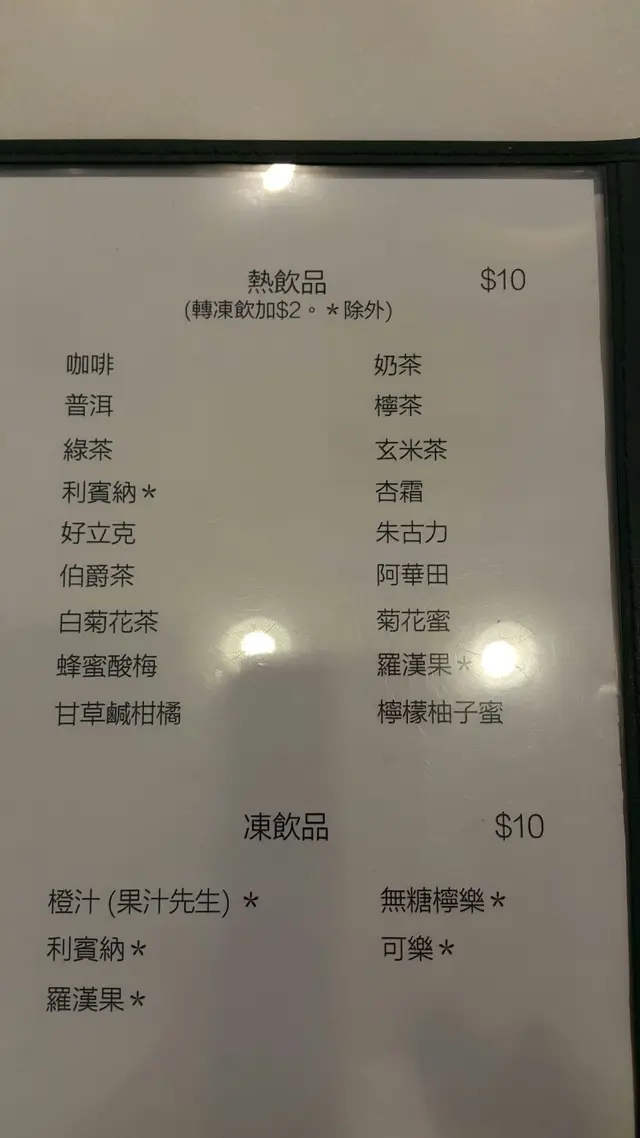 熱飲品 $10
(轉凍飲加$2。*除外)
咖啡 奶茶
普洱 檸茶
綠茶 玄米茶
利賓納* 杏霜
好立克 朱古力
伯爵茶 阿華田
白菊花茶 菊花蜜
蜂蜜酸梅 羅漢果*
甘草鹹柑橘 檸檬柚子蜜
凍飲品 $10
橙汁 (果汁先生) * 無糖檸樂*
利賓納* 可樂*
羅漢果*